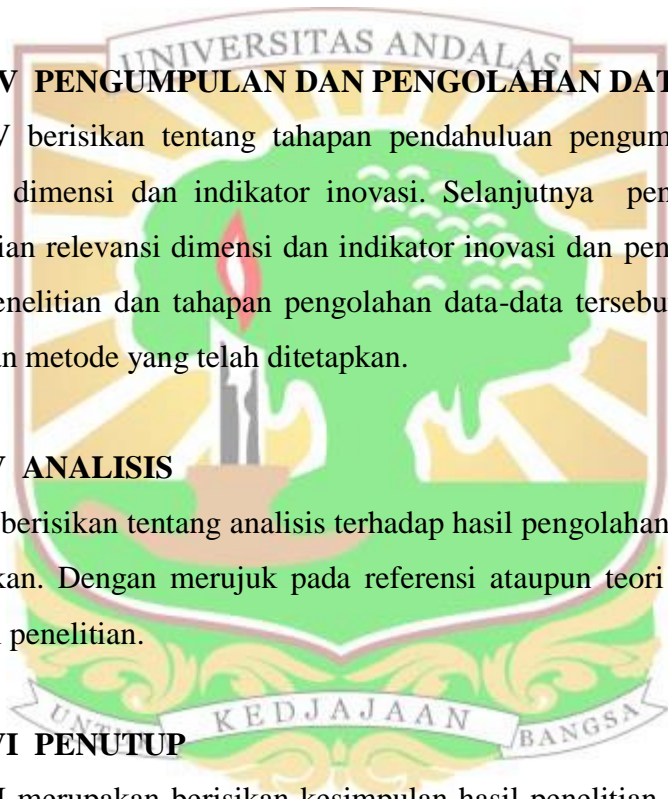 UNIVERSITAS ANDALAS
V PENGUMPULAN DAN PENGOLAHAN DAT
berisikan tentang tahapan pendahuluan pengum
dimensi dan indikator inovasi. Selanjutnya pen
ian relevansi dimensi dan indikator inovasi dan pen
enelitian dan tahapan pengolahan data-data tersebu
an metode yang telah ditetapkan.
ANALISIS
berisikan tentang analisis terhadap hasil pengolahan
kan. Dengan merujuk pada referensi ataupun teori
penelitian.
UNTUK KEDJAJAAN BANGSA
VI PENUTUP
I merupakan berisikan kesimpulan hasil penelitian